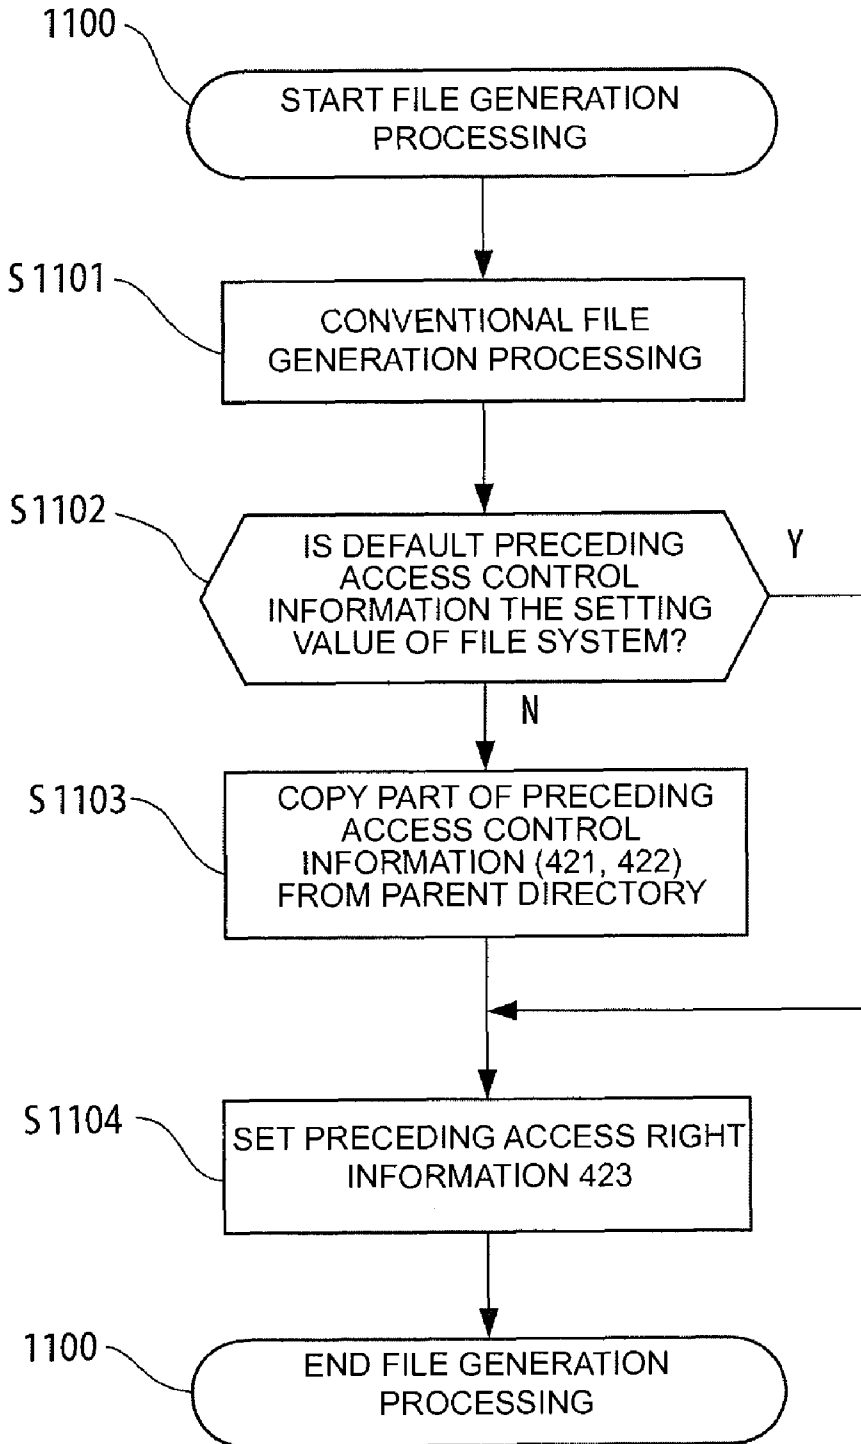 1100
START FILE GENERATION
PROCESSING
S1101
CONVENTIONAL FILE
GENERATION PROCESSING
S1102
IS DEFAULT PRECEDING
ACCESS CONTROL
INFORMATION THE SETTING
VALUE OF FILE SYSTEM?
Y
N
S1103
COPY PART OF PRECEDING
ACCESS CONTROL
INFORMATION (421, 422)
FROM PARENT DIRECTORY
S1104
SET PRECEDING ACCESS RIGHT
INFORMATION 423
1100
END FILE GENERATION
PROCESSING